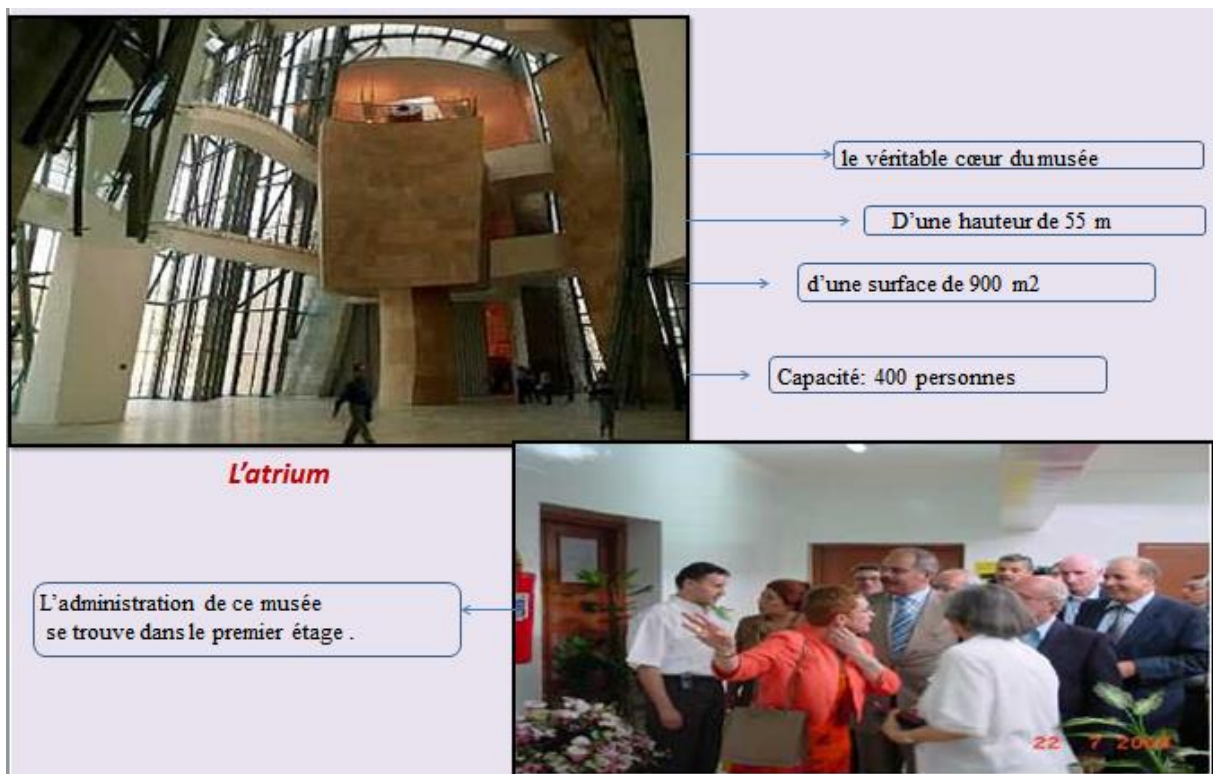 le véritable cœur du musée
D’une hauteur de 55 m
d’une surface de 900 m2
Capacité: 400 personnes
L’atrium
L’administration de ce musée
se trouve dans le premier étage .
22 7